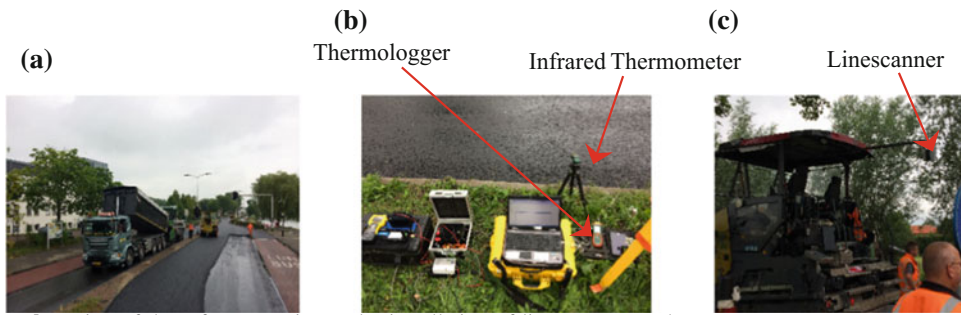 (a)
(b)
(c)
Thermologger
Infrared Thermometer
Linescanner